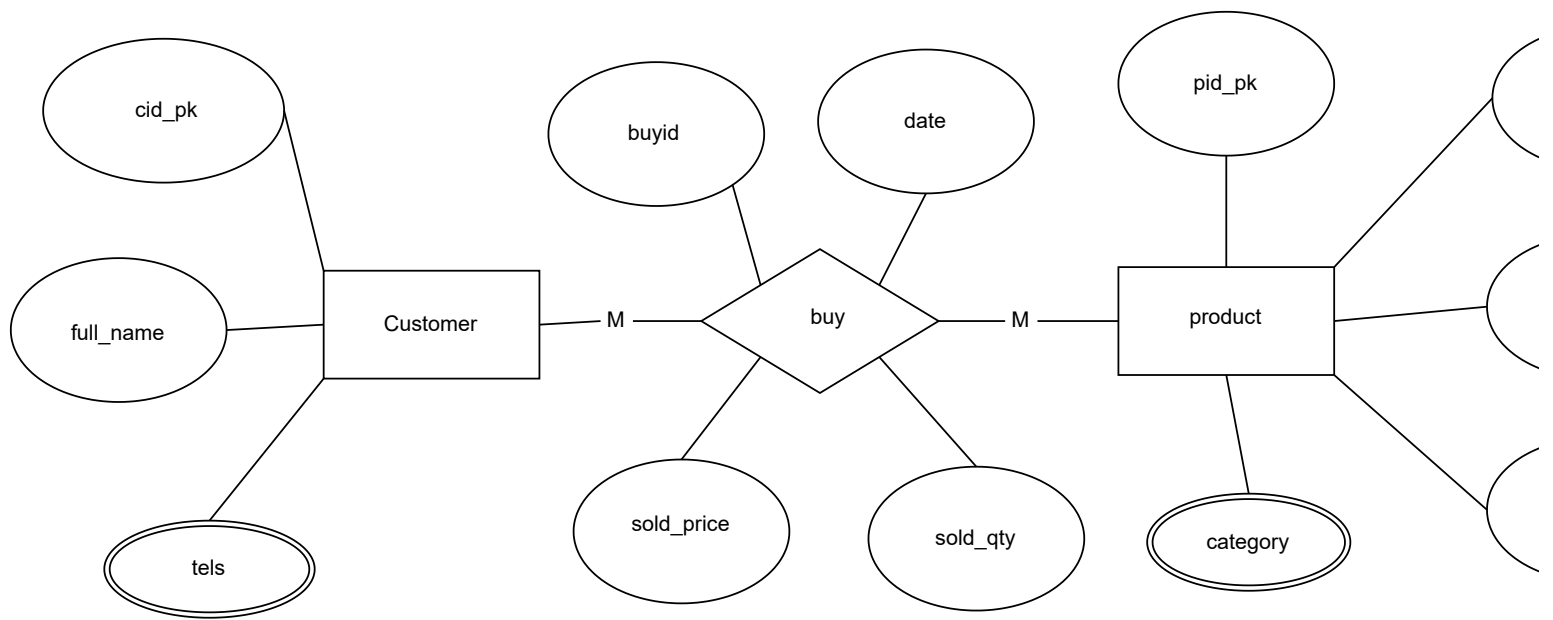 cid_pk
buyid
date
pid_pk
full_name
Customer
M
buy
M
product
tels
sold_price
sold_qty
category